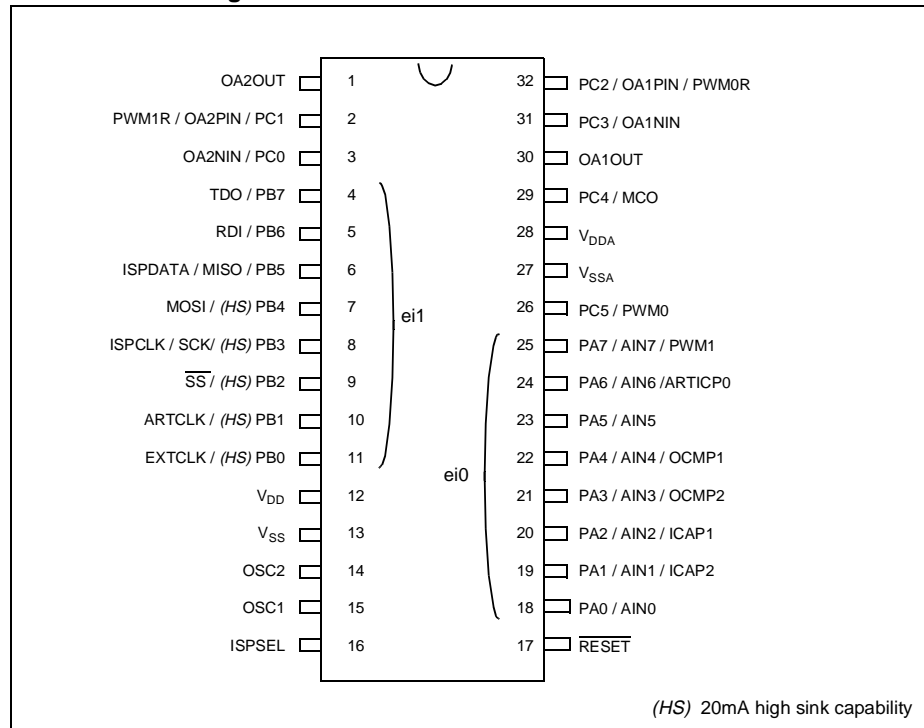 OA2OUT 1 32 PC2 / OA1PIN / PWM0R
PWM1R / OA2PIN / PC1 2 31 PC3 / OA1NIN
OA2NIN / PC0 3 30 OA1OUT
TDO / PB7 4 29 PC4 / MCO
RDI / PB6 5 28 VDDA
ISPDATA / MISO / PB5 6 27 VSSA
MOSI / (HS) PB4 7 26 PC5 / PWM0
ei1
ISPCLK / SCK/ (HS) PB3 8 25 PA7 / AIN7 / PWM1
SS / (HS) PB2 9 24 PA6 / AIN6 /ARTICP0
ARTCLK / (HS) PB1 10 23 PA5 / AIN5
EXTCLK / (HS) PB0 11 22 PA4 / AIN4 / OCMP1
ei0
VDD 12 21 PA3 / AIN3 / OCMP2
VSS 13 20 PA2 / AIN2 / ICAP1
OSC2 14 19 PA1 / AIN1 / ICAP2
OSC1 15 18 PA0 / AIN0
ISPSEL 16 17 RESET
(HS) 20mA high sink capability